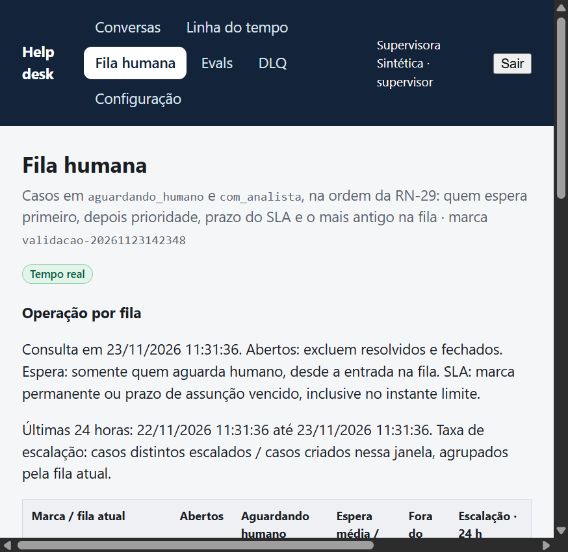 Help desk
Conversas
Linha do tempo
Fila humana
Evals
DLQ
Configuração
Supervisora
Sintética ·
supervisor
Sair
Fila humana
Casos em aguardando_humano e com_analista, na ordem da RN-29: quem espera
primeiro, depois prioridade, prazo do SLA e o mais antigo na fila · marca
validacao-20261123142348
Tempo real
Operação por fila
Consulta em 23/11/2026 11:31:36. Abertos: excluem resolvidos e fechados.
Espera: somente quem aguarda humano, desde a entrada na fila. SLA: marca
permanente ou prazo de assunção vencido, inclusive no instante limite.
Últimas 24 horas: 22/11/2026 11:31:36 até 23/11/2026 11:31:36. Taxa de
escalação: casos distintos escalados / casos criados nessa janela, agrupados
pela fila atual.
Marca / fila atual
Abertos
Aguardando
humano
Espera
média /
Fora
do
Escalação ·
24 h